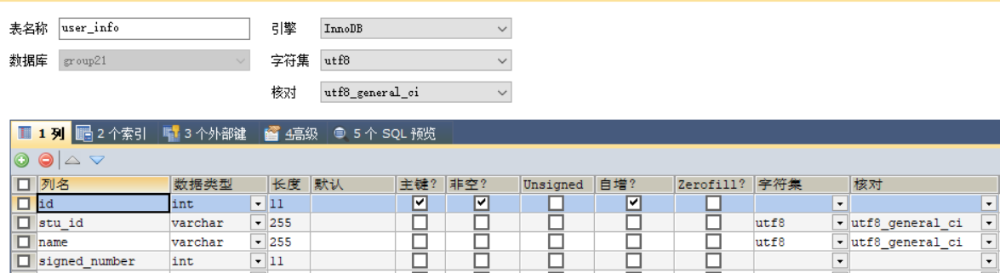 表名称 user_info 引擎 InnoDB
数据库 group21 字符集 utf8
核对 utf8_general_ci
1 列 2 个索引 3 个外部键 4高级 5 个 SQL 预览
列名 数据类型 长度 默认 主键? 非空? Unsigned 自增? Zerofill? 字符集 核对
id int 11
stu_id varchar 255 utf8 utf8_general_ci
name varchar 255 utf8 utf8_general_ci
signed_number int 11